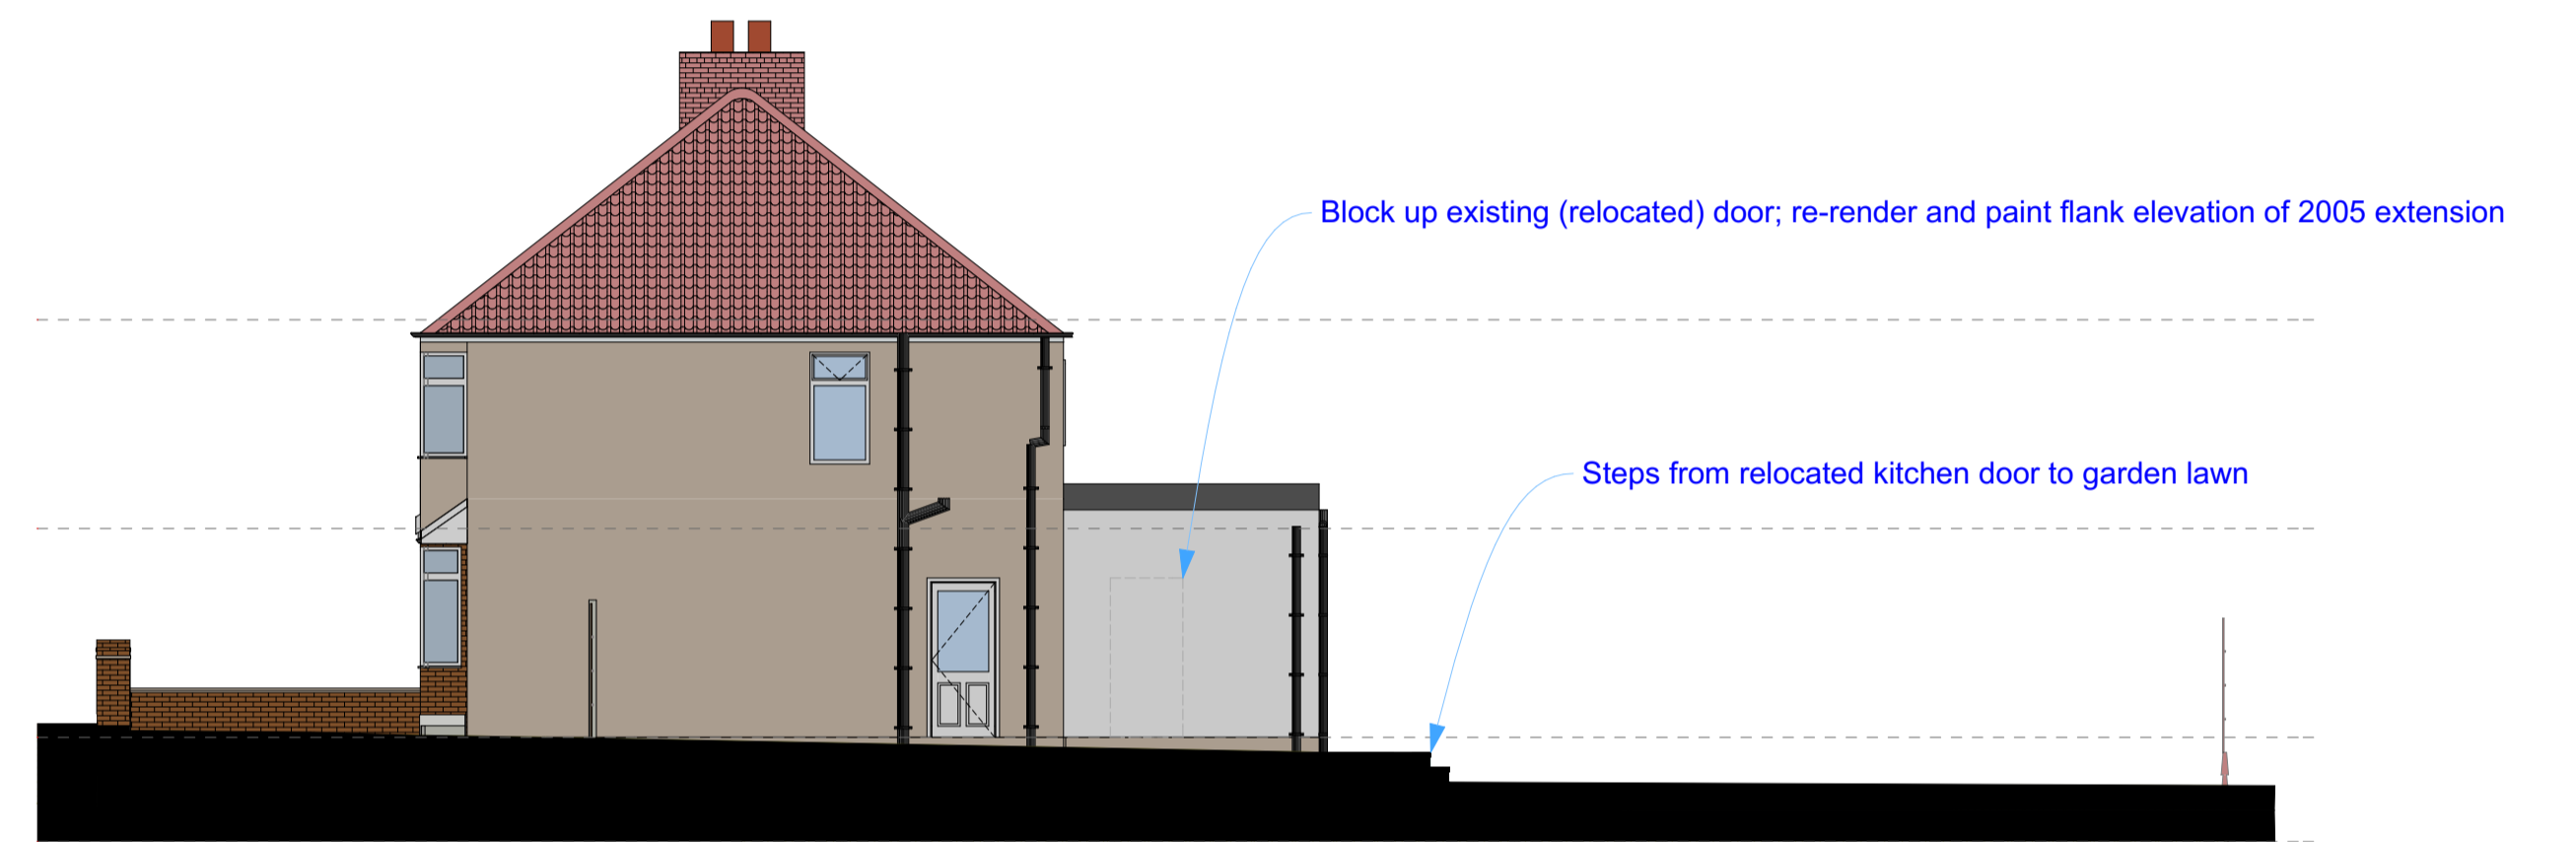 Block up existing (relocated) door; re-render and paint flank elevation of 2005 extension
Steps from relocated kitchen door to garden lawn